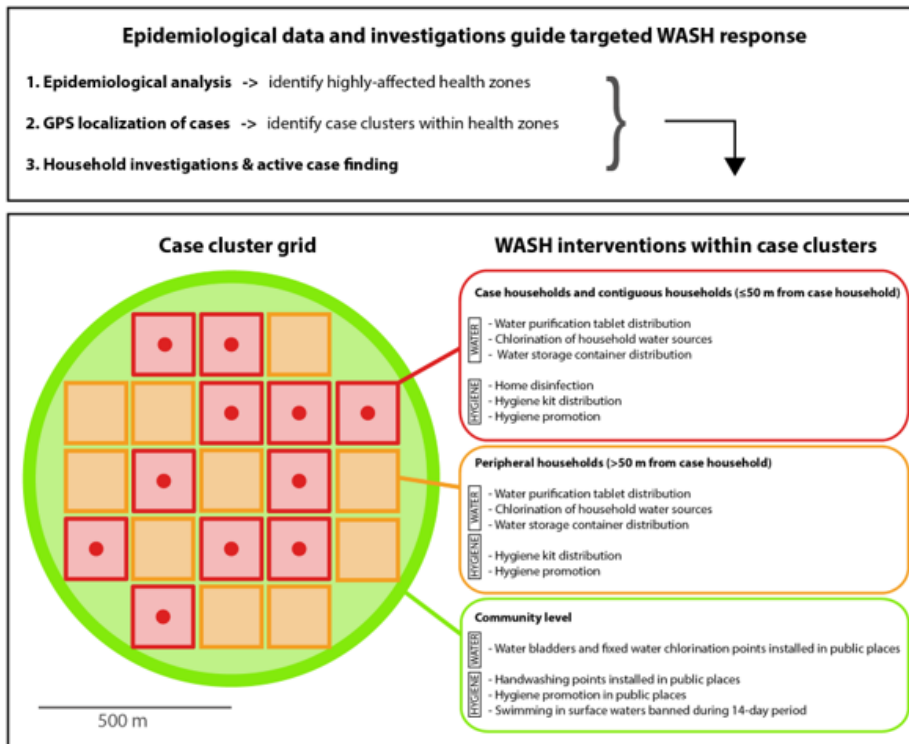 Epidemiological data and investigations guide targeted WASH response
1. Epidemiological analysis -> identify highly-affected health zones
2. GPS localization of cases -> identify case clusters within health zones
3. Household investigations & active case finding
Case cluster grid
500 m
WASH interventions within case clusters
Case households and contiguous households (≤50 m from case household)
WATER
- Water purification tablet distribution
- Chlorination of household water sources
- Water storage container distribution
HYGIENE
- Home disinfection
- Hygiene kit distribution
- Hygiene promotion
Peripheral households (>50 m from case household)
WATER
- Water purification tablet distribution
- Chlorination of household water sources
- Water storage container distribution
HYGIENE
- Hygiene kit distribution
- Hygiene promotion
Community level
WATER
- Water bladders and fixed water chlorination points installed in public places
HYGIENE
- Handwashing points installed in public places
- Hygiene promotion in public places
- Swimming in surface waters banned during 14-day period